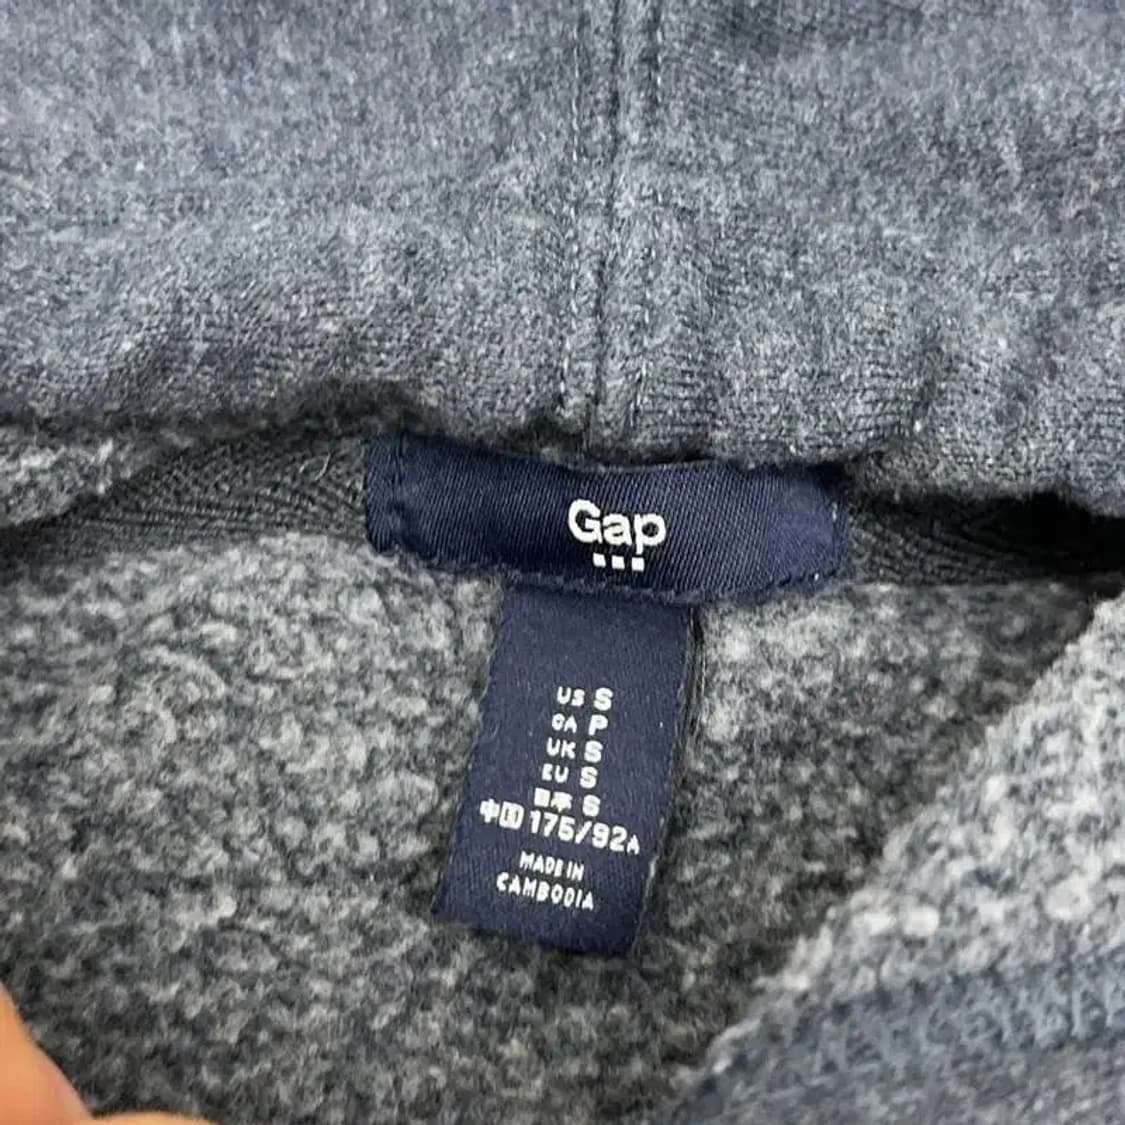 Gap
US S
CA P
UK S
EU S
日本 S
中国 175/92A
MADE IN
CAMBODIA